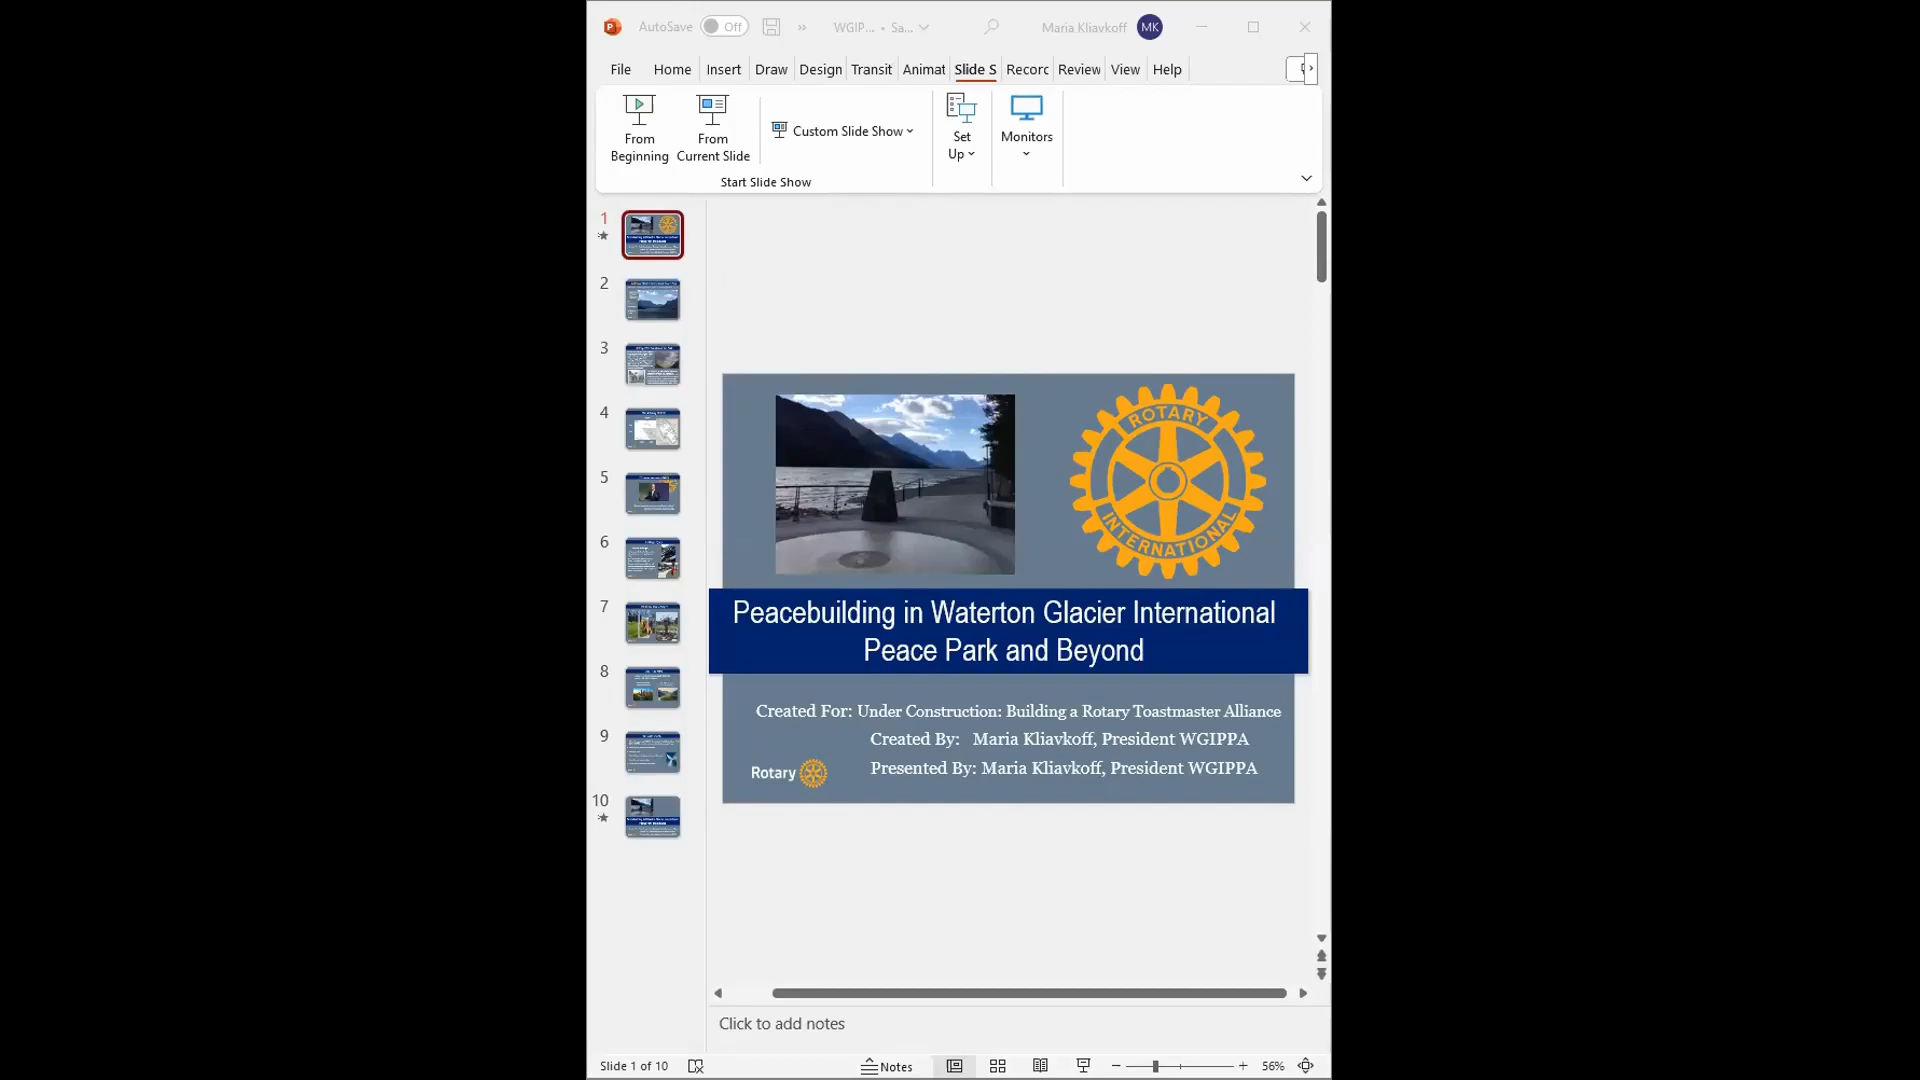 AutoSave Off WGIP... • Sa... Maria Kliavkoff MK
File Home Insert Draw Design Transit Animat Slide S Recorc Review View Help
From Beginning
From Current Slide
Custom Slide Show
Set Up
Monitors
Start Slide Show
1
2
3
4
5
6
7
8
9
10
ROTARY
INTERNATIONAL
Peacebuilding in Waterton Glacier International
Peace Park and Beyond
Created For: Under Construction: Building a Rotary Toastmaster Alliance
Created By: Maria Kliavkoff, President WGIPPA
Presented By: Maria Kliavkoff, President WGIPPA
Rotary
Click to add notes
Slide 1 of 10 Notes 56%